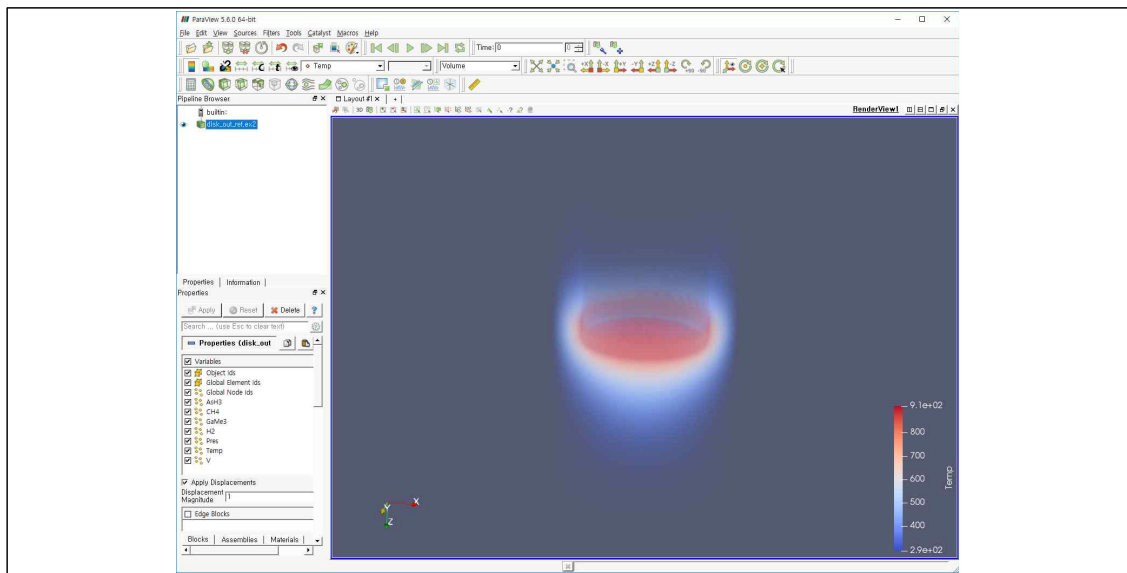 ParaView 5.6.0 64-bit
File Edit View Sources Filters Tools Catalyst Macros Help
Time: 0 0
Temp Volume
Pipeline Browser Layout #1
builtin: RenderView1
disk_out_ref.ex2
Properties Information
Properties
Apply Reset Delete ?
Search ... (use Esc to clear text)
Properties (disk_out
Variables
Object Ids
Global Element Ids
Global Node Ids
AsH3
CH4
GaMe3
H2
Pres
Temp
V
Apply Displacements
Displacement
Magnitude 1
Edge Blocks
Blocks Assemblies Materials
X
Y
Z
9.1e+02
800
700
600
500
400
2.9e+02
Temp